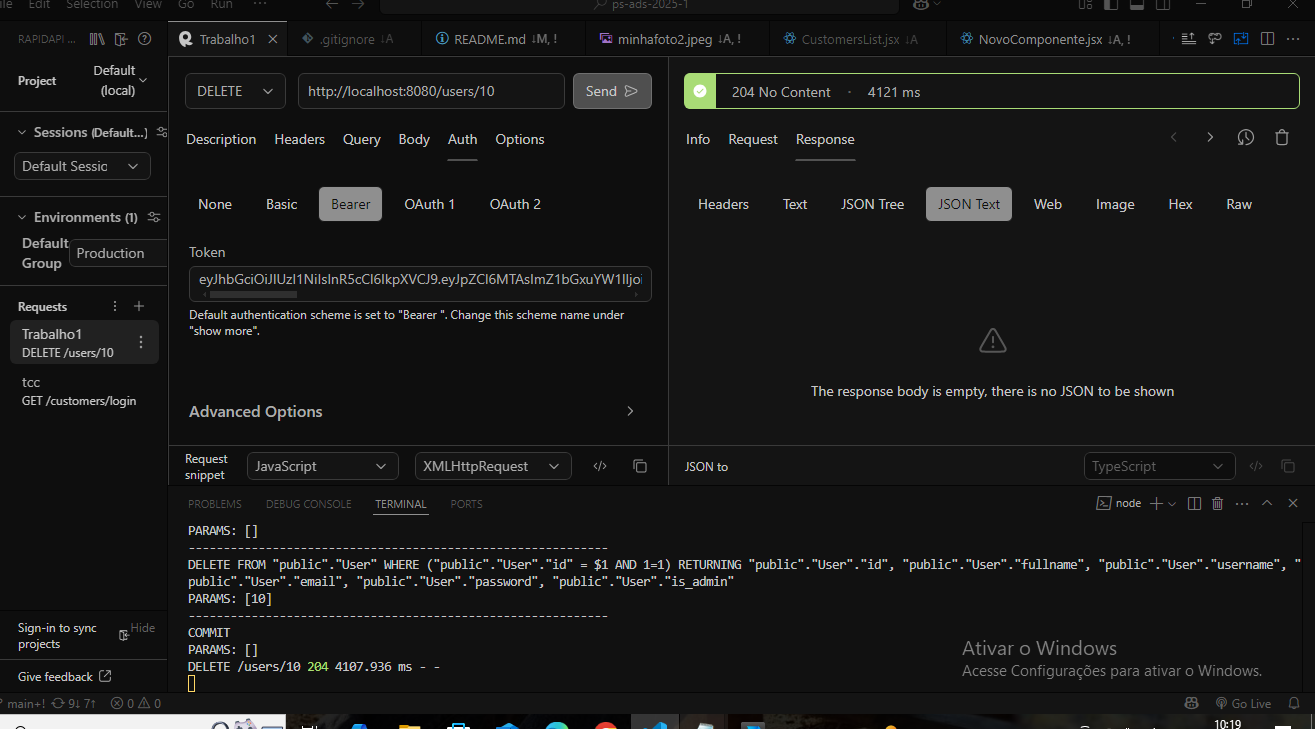 File Edit Selection View Go Run ···
ps-ads-2025-1
RAPIDAPI ...
Trabalho1
.gitignore ↓A
README.md ↓M, !
minhafoto2.jpeg ↓A, !
CustomersList.jsx ↓A
NovoComponente.jsx ↓A, !
Project
Default (local)
Sessions (Default...)
Default Sessic
Environments (1)
Default Group
Production
Requests
Trabalho1
DELETE /users/10
tcc
GET /customers/login
Sign-in to sync projects
Hide
Give feedback
DELETE
http://localhost:8080/users/10
Send
Description Headers Query Body Auth Options
None Basic Bearer OAuth 1 OAuth 2
Token
Default authentication scheme is set to "Bearer ". Change this scheme name under
"show more".
Advanced Options
Request snippet
JavaScript
XMLHttpRequest
204 No Content · 4121 ms
Info Request Response
Headers Text JSON Tree JSON Text Web Image Hex Raw
The response body is empty, there is no JSON to be shown
JSON to
TypeScript
PROBLEMS DEBUG CONSOLE TERMINAL PORTS
node
PARAMS: []
------------------------------------------------------------
DELETE FROM "public"."User" WHERE ("public"."User"."id" = $1 AND 1=1) RETURNING "public"."User"."id", "public"."User"."fullname", "public"."User"."username", "
public"."User"."email", "public"."User"."password", "public"."User"."is_admin"
PARAMS: [10]
------------------------------------------------------------
COMMIT
PARAMS: []
DELETE /users/10 204 4107.936 ms - -
Ativar o Windows
Acesse Configurações para ativar o Windows.
main+! 9↓ 7↑ 0 0
Go Live
10:19